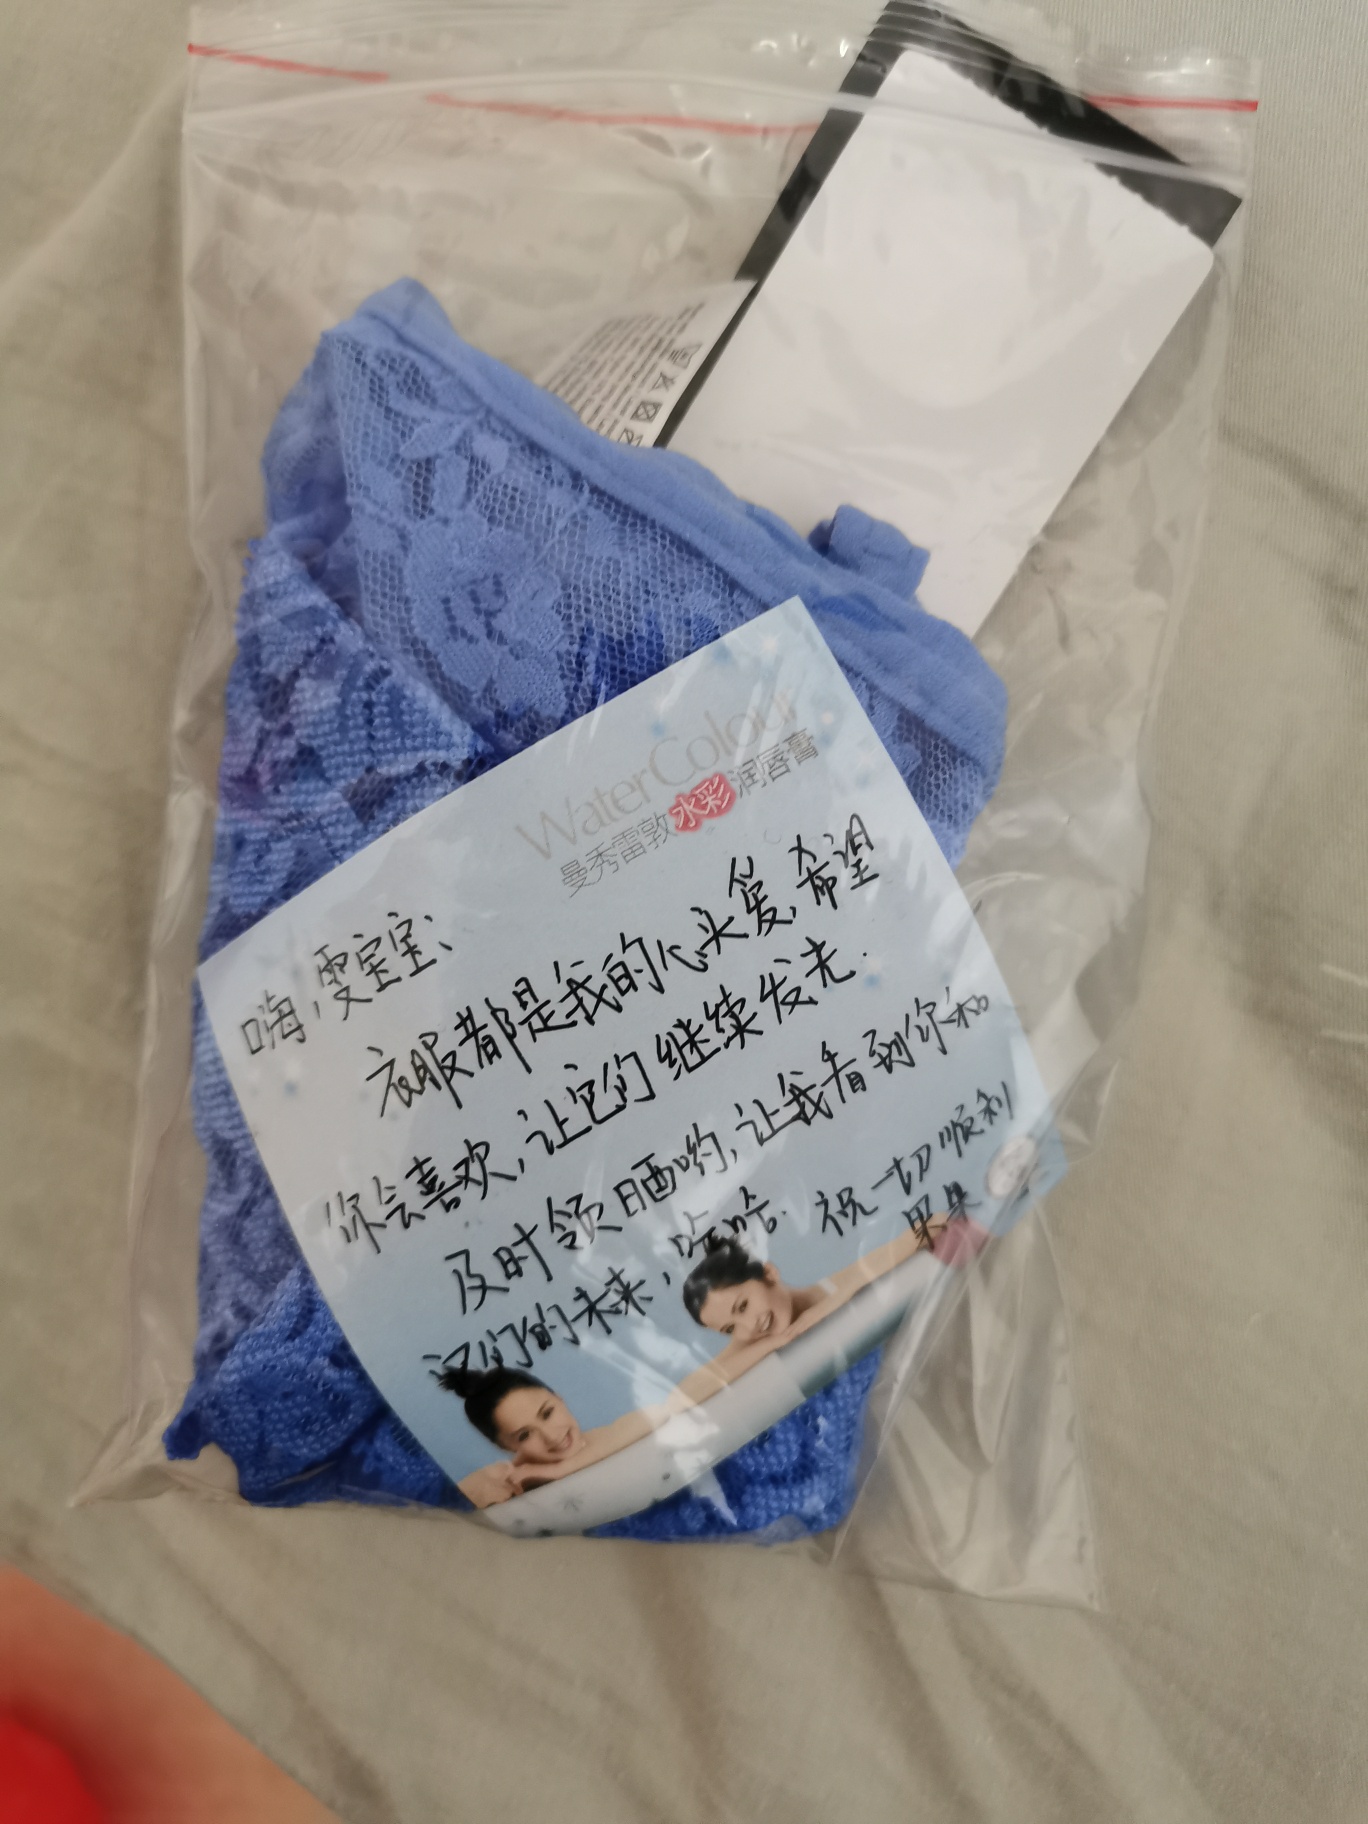 WaterColour
曼秀雷敦水彩润唇膏
嗨,雯宝宝:
衣服都是我的心头爱,希望
你会喜欢,让它们继续发光.
及时领晒哟,让我看到你和
汉们的未来,哈哈.祝一切顺利
果果